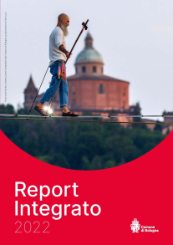 Report
Integrato
2022
Comune
di Bologna